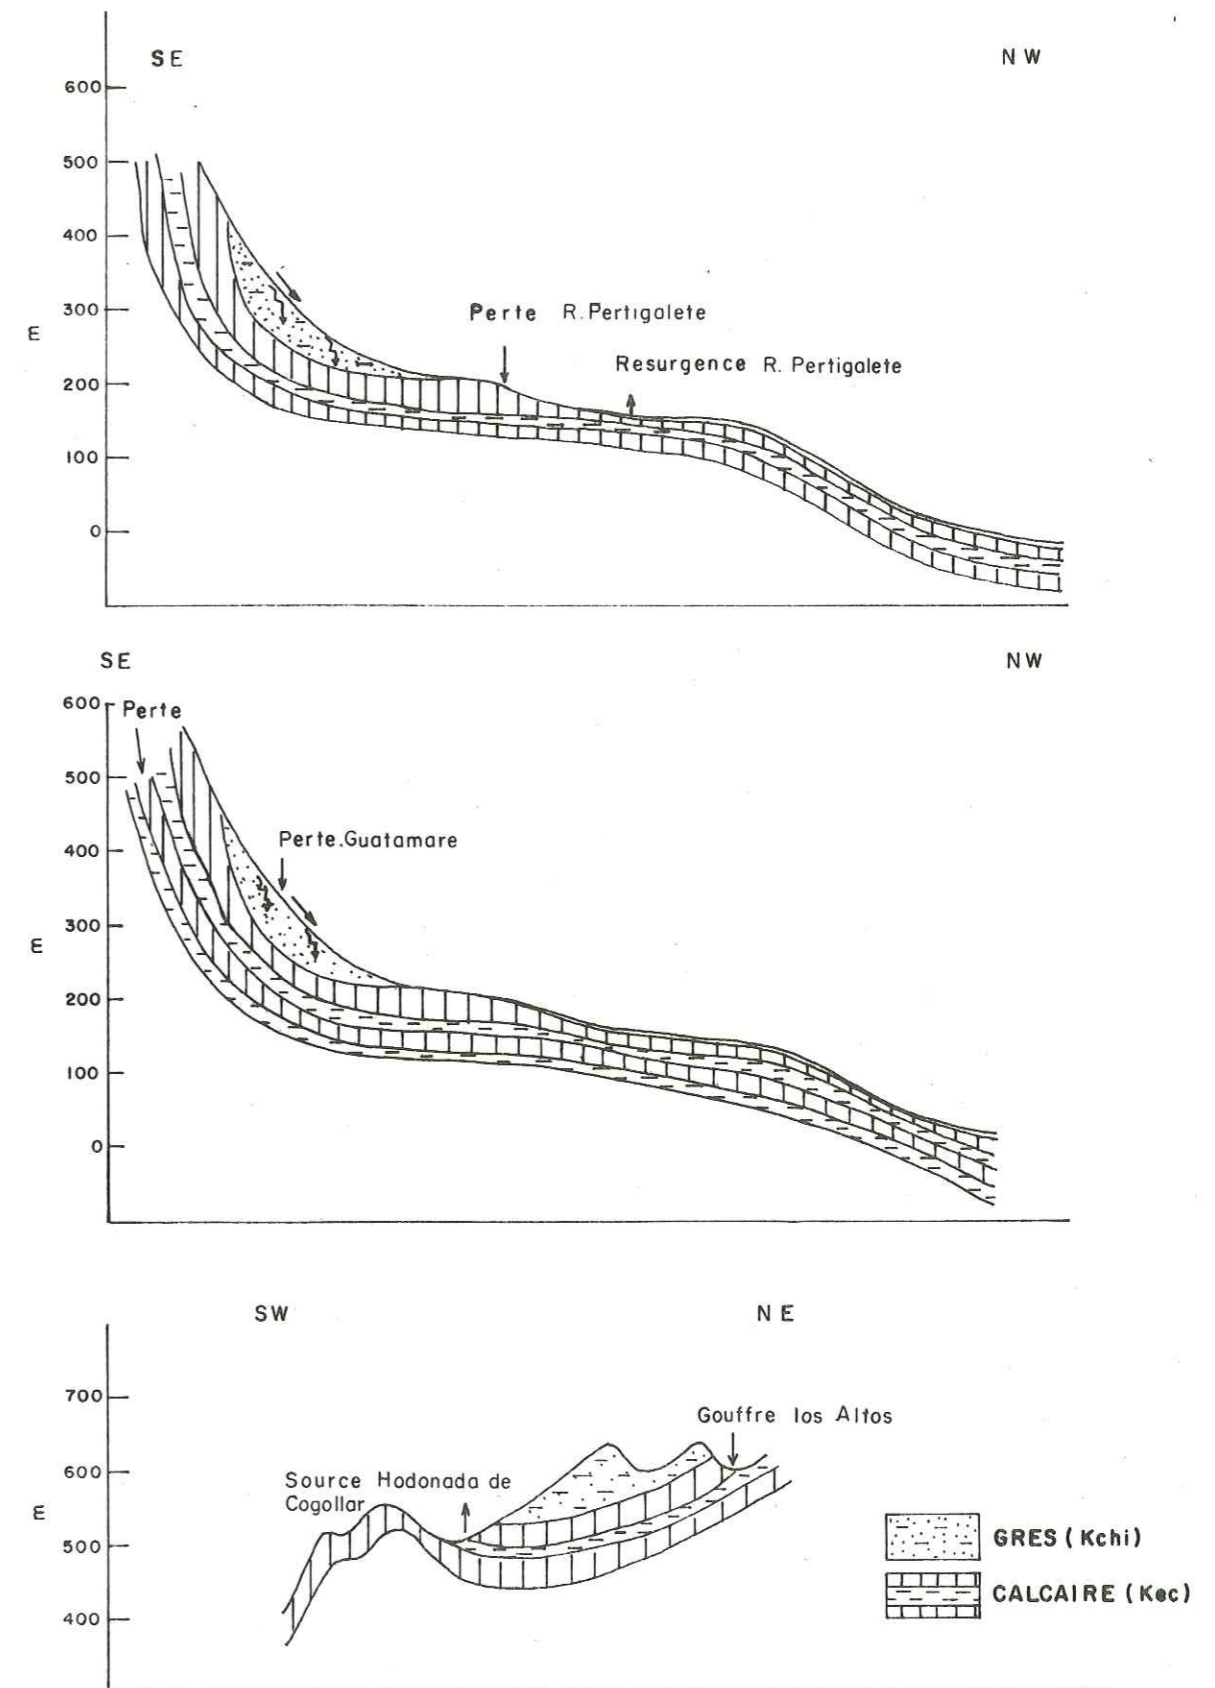 SE
NW
600
500
400
300
200
100
0
m
Perte R. Pertigalete
Resurgence R. Pertigalete
SE
NW
600
500
400
300
200
100
0
m
Perte
Perte.Guatamare
SW
NE
700
600
500
400
m
Gouffre los Altos
Source Hodonada de
Cogollar
GRES (Kchi)
CALCAIRE (Kec)